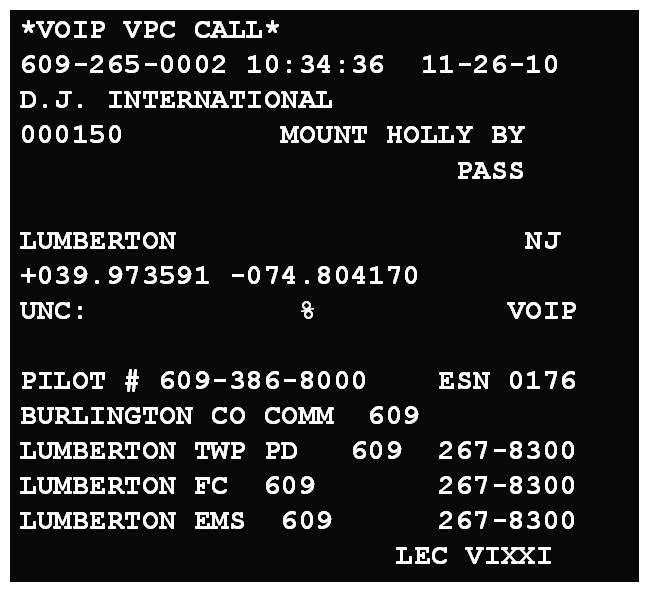 *VOIP VPC CALL*
609-265-0002 10:34:36 11-26-10
D.J. INTERNATIONAL
000150 MOUNT HOLLY BY
PASS
LUMBERTON NJ
+039.973591 -074.804170
UNC: % VOIP
PILOT # 609-386-8000 ESN 0176
BURLINGTON CO COMM 609
LUMBERTON TWP PD 609 267-8300
LUMBERTON FC 609 267-8300
LUMBERTON EMS 609 267-8300
LEC VIXXI